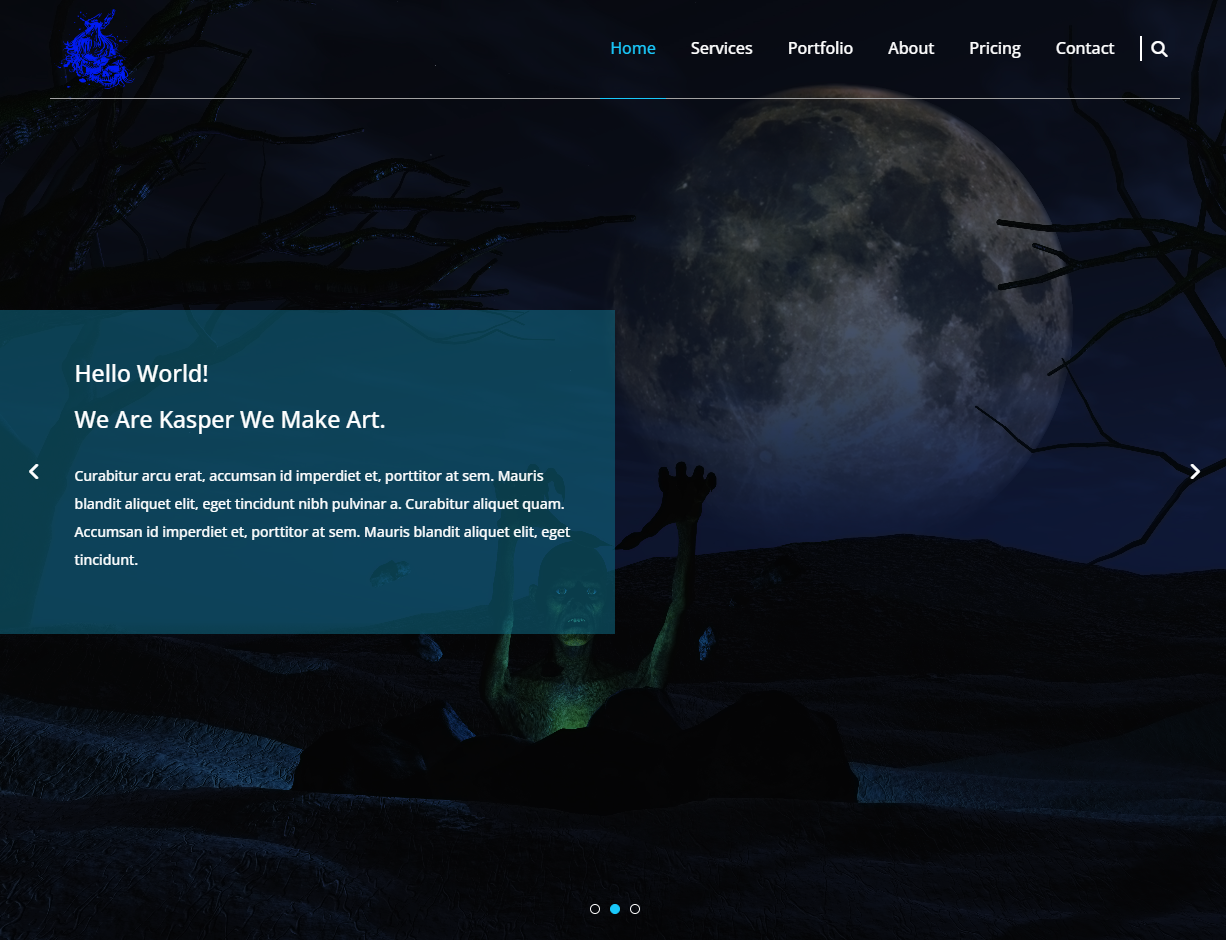 Home Services Portfolio About Pricing Contact
Hello World!
We Are Kasper We Make Art.
Curabitur arcu erat, accumsan id imperdiet et, porttitor at sem. Mauris
blandit aliquet elit, eget tincidunt nibh pulvinar a. Curabitur aliquet quam.
Accumsan id imperdiet et, porttitor at sem. Mauris blandit aliquet elit, eget
tincidunt.